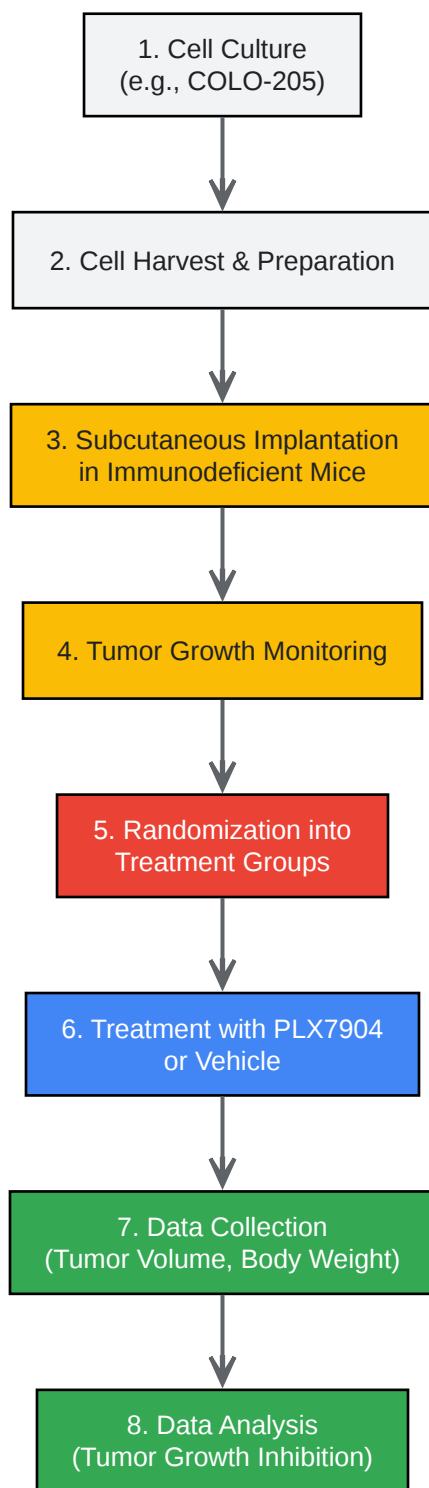 1. Cell Culture
(e.g., COLO-205)
2. Cell Harvest & Preparation
3. Subcutaneous Implantation
in Immunodeficient Mice
4. Tumor Growth Monitoring
5. Randomization into
Treatment Groups
6. Treatment with PLX7904
or Vehicle
7. Data Collection
(Tumor Volume, Body Weight)
8. Data Analysis
(Tumor Growth Inhibition)